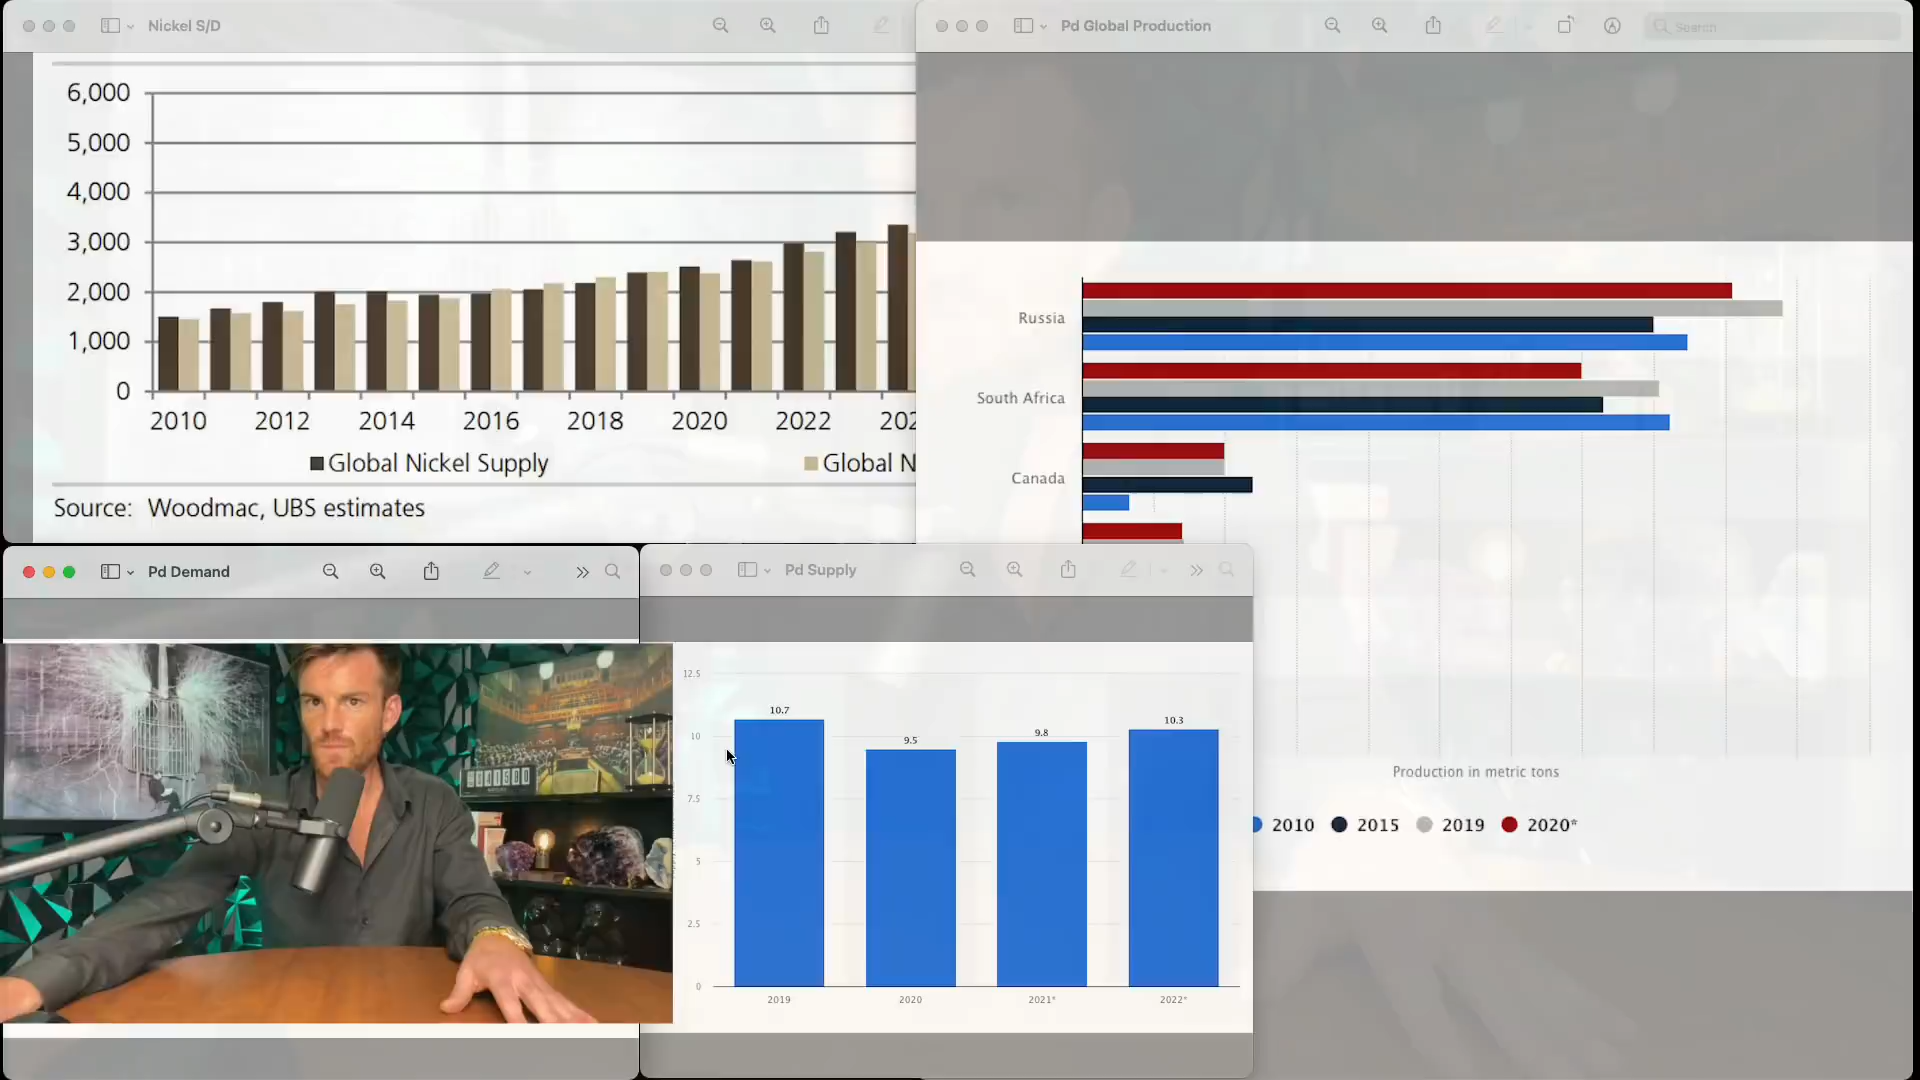 Nickel S/D
6,000
5,000
4,000
3,000
2,000
1,000
0
2010 2012 2014 2016 2018 2020 2022 202
Global Nickel Supply Global N
Source: Woodmac, UBS estimates
Pd Global Production
Search
Russia
South Africa
Canada
Production in metric tons
2010 2015 2019 2020*
Pd Demand
Pd Supply
12.5
10
7.5
5
2.5
0
10.7
9.5
9.8
10.3
2019 2020 2021* 2022*